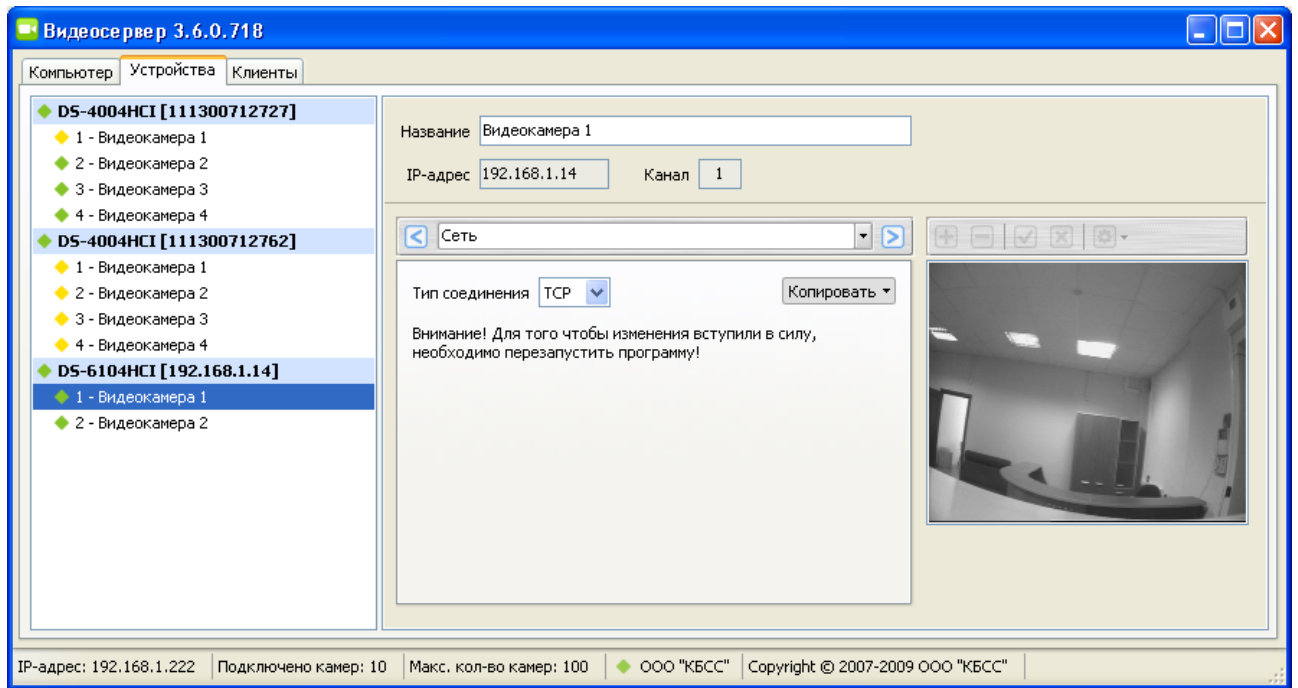 Видеосервер 3.6.0.718
Компьютер Устройства Клиенты
DS-4004HCI [111300712727]
1 - Видеокамера 1
2 - Видеокамера 2
3 - Видеокамера 3
4 - Видеокамера 4
DS-4004HCI [111300712762]
1 - Видеокамера 1
2 - Видеокамера 2
3 - Видеокамера 3
4 - Видеокамера 4
DS-6104HCI [192.168.1.14]
1 - Видеокамера 1
2 - Видеокамера 2
Название Видеокамера 1
IP-адрес 192.168.1.14 Канал 1
Сеть
Тип соединения TCP Копировать
Внимание! Для того чтобы изменения вступили в силу,
необходимо перезапустить программу!
IP-адрес: 192.168.1.222 Подключено камер: 10 Макс. кол-во камер: 100 ООО "КБСС" Copyright © 2007-2009 ООО "КБСС"